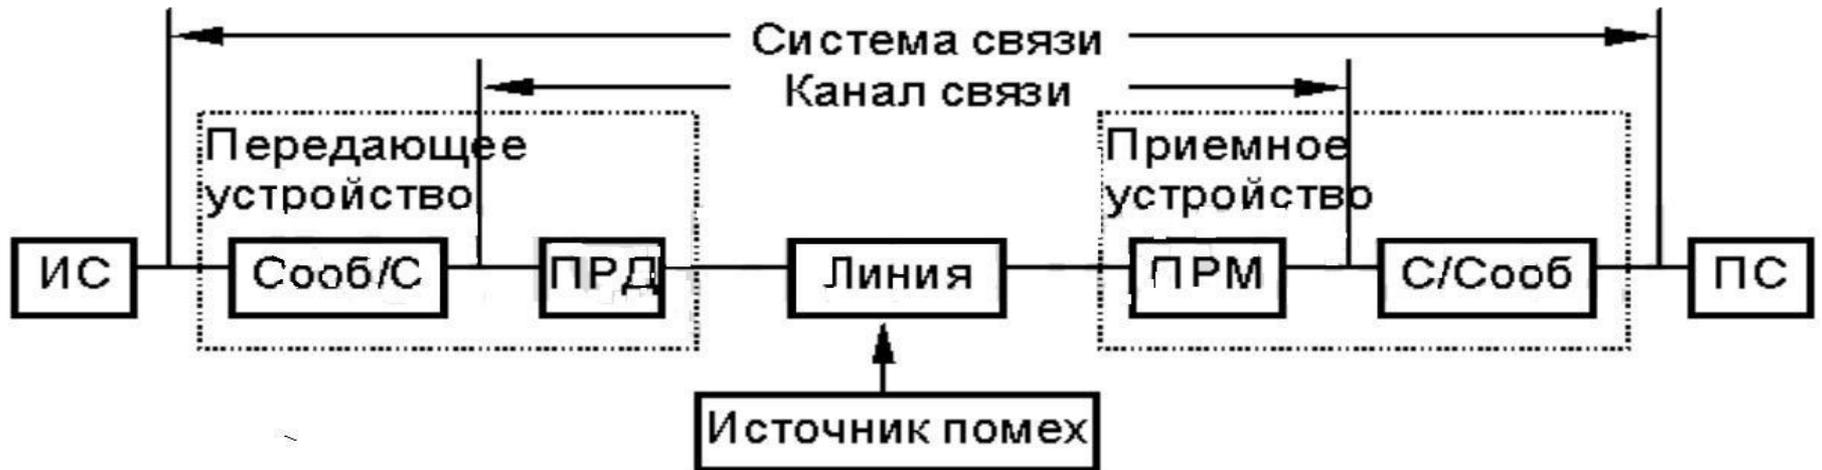 Система связи
Канал связи
Передающее
устройство
Приемное
устройство
ИС
Сооб/С
ПРД
Линия
ПРМ
С/Сооб
ПС
Источник помех